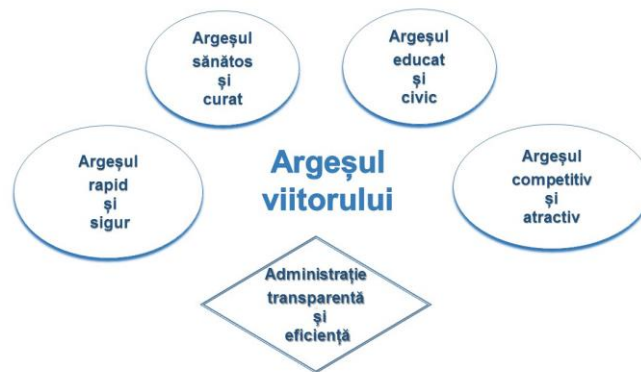 Argeșul
sănătos
și
curat
Argeșul
educat
și
civic
Argeșul
rapid
și
sigur
Argeșul
viitorului
Argeșul
competitiv
și
atractiv
Administrație
transparentă
și
eficiență